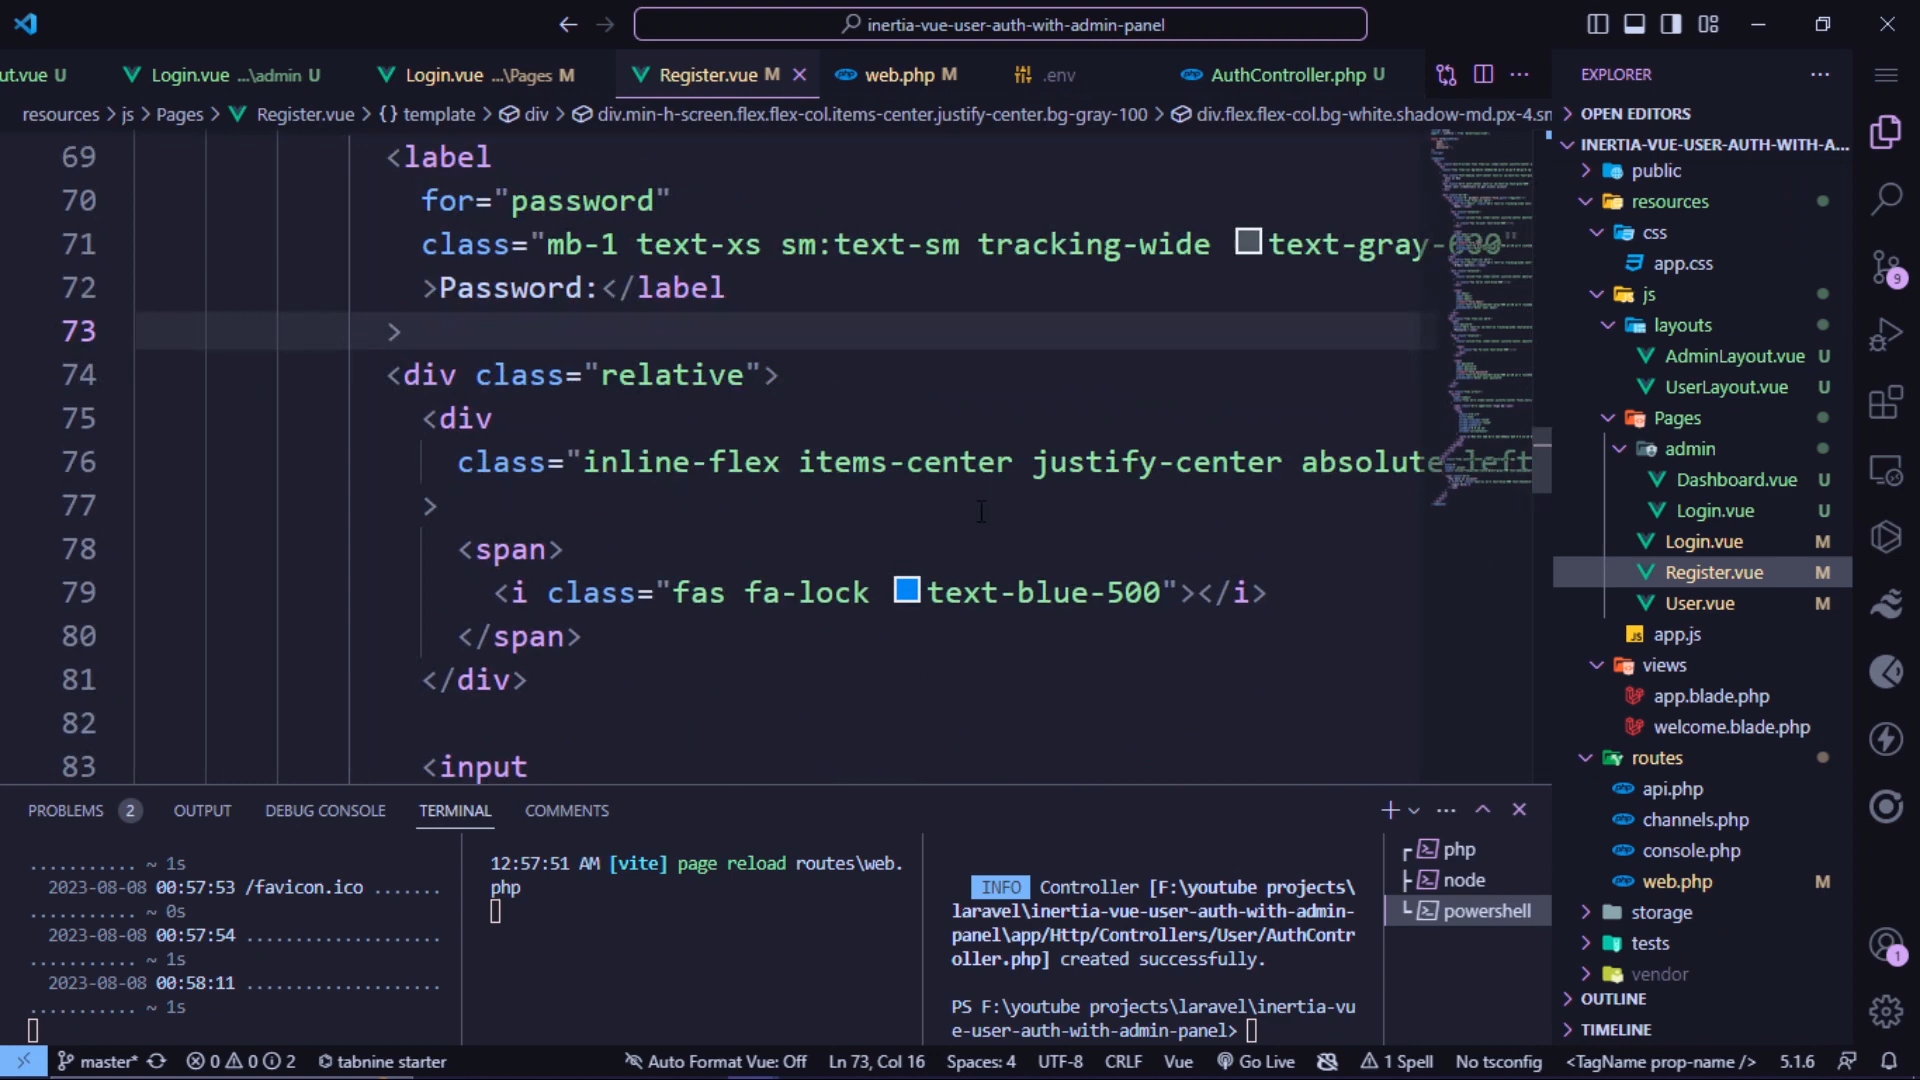 inertia-vue-user-auth-with-admin-panel
ut.vue U
Login.vue ...\admin U
Login.vue ...\Pages M
Register.vue M
web.php M
.env
AuthController.php U
EXPLORER
resources > js > Pages > Register.vue > {} template > div > div.min-h-screen.flex.flex-col.items-center.justify-center.bg-gray-100 > div.flex.flex-col.bg-white.shadow-md.px-4.sm
69 <label
70 for="password"
71 class="mb-1 text-xs sm:text-sm tracking-wide text-gray-600"
72 >Password:</label
73 >
74 <div class="relative">
75 <div
76 class="inline-flex items-center justify-center absolute left
77 >
78 <span>
79 <i class="fas fa-lock text-blue-500"></i>
80 </span>
81 </div>
82
83 <input
OPEN EDITORS
INERTIA-VUE-USER-AUTH-WITH-A...
public
resources
css
app.css
js
layouts
AdminLayout.vue U
UserLayout.vue U
Pages
admin
Dashboard.vue U
Login.vue U
Login.vue M
Register.vue M
User.vue M
app.js
views
app.blade.php
welcome.blade.php
routes
api.php
channels.php
console.php
web.php M
storage
tests
vendor
OUTLINE
TIMELINE
9
1
PROBLEMS 2
OUTPUT
DEBUG CONSOLE
TERMINAL
COMMENTS
........... ~ 1s
2023-08-08 00:57:53 /favicon.ico .......
........... ~ 0s
2023-08-08 00:57:54 ....................
........... ~ 1s
2023-08-08 00:58:11 ....................
........... ~ 1s
12:57:51 AM [vite] page reload routes\web.
php
INFO Controller [F:\youtube projects\
laravel\inertia-vue-user-auth-with-admin-
panel\app/Http/Controllers/User/AuthContr
oller.php] created successfully.
PS F:\youtube projects\laravel\inertia-vu
e-user-auth-with-admin-panel>
php
node
powershell
master*
0 0 2
tabnine starter
Auto Format Vue: Off
Ln 73, Col 16
Spaces: 4
UTF-8
CRLF
Vue
Go Live
1 Spell
No tsconfig
<TagName prop-name />
5.1.6